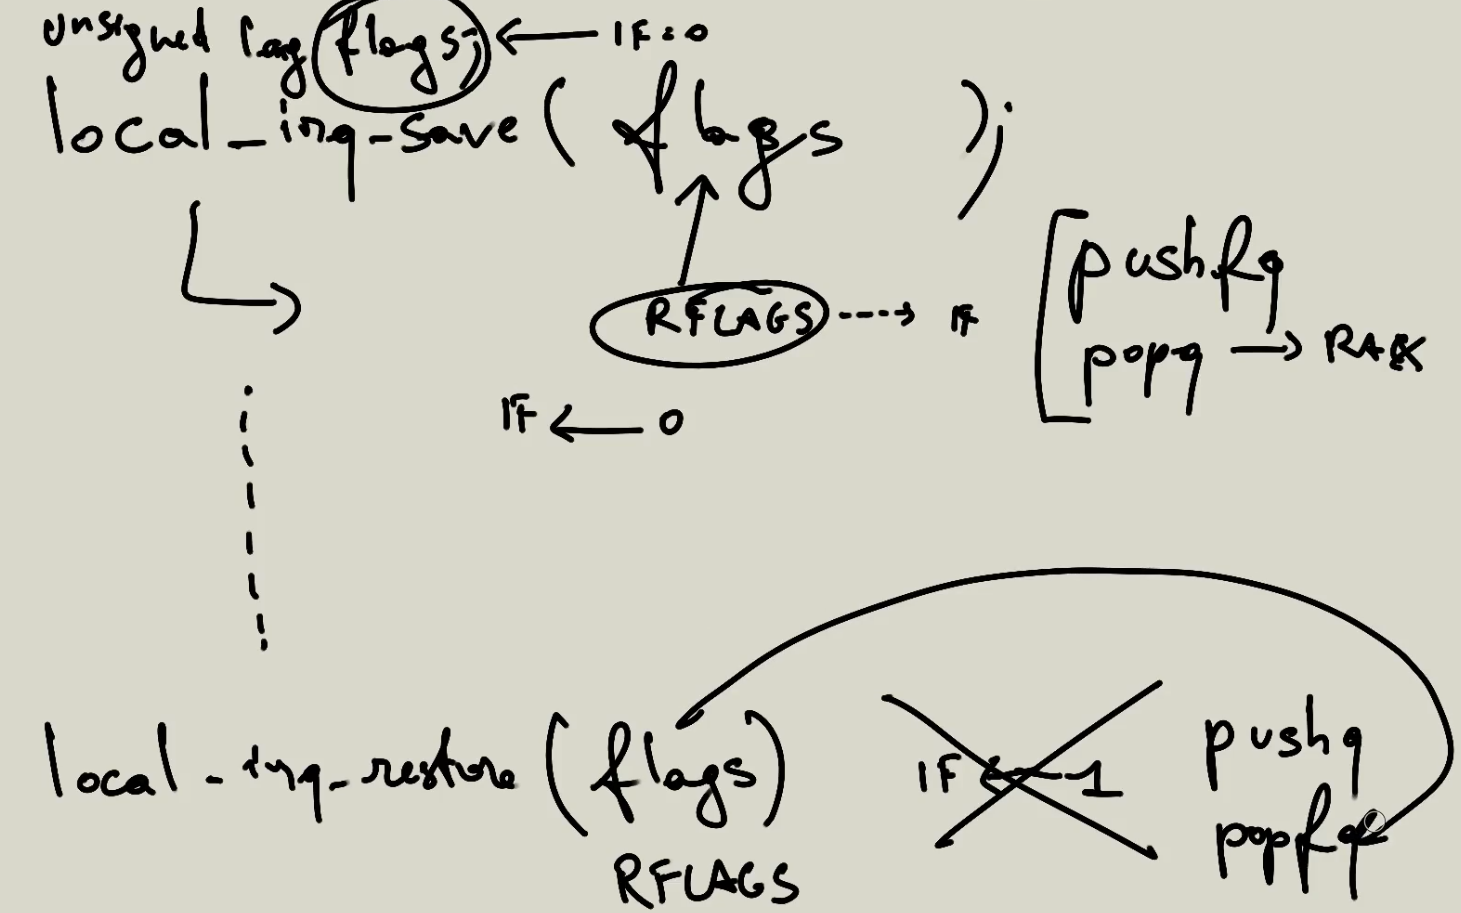 unsigned long flags; ← IF=0
local_irq_save( flags );
pushfq
RFLAGS ---> IF
popq → RAX
IF ← 0
local_irq_restore(flags)
IF ← 1
pushq
popfq
RFLAGS